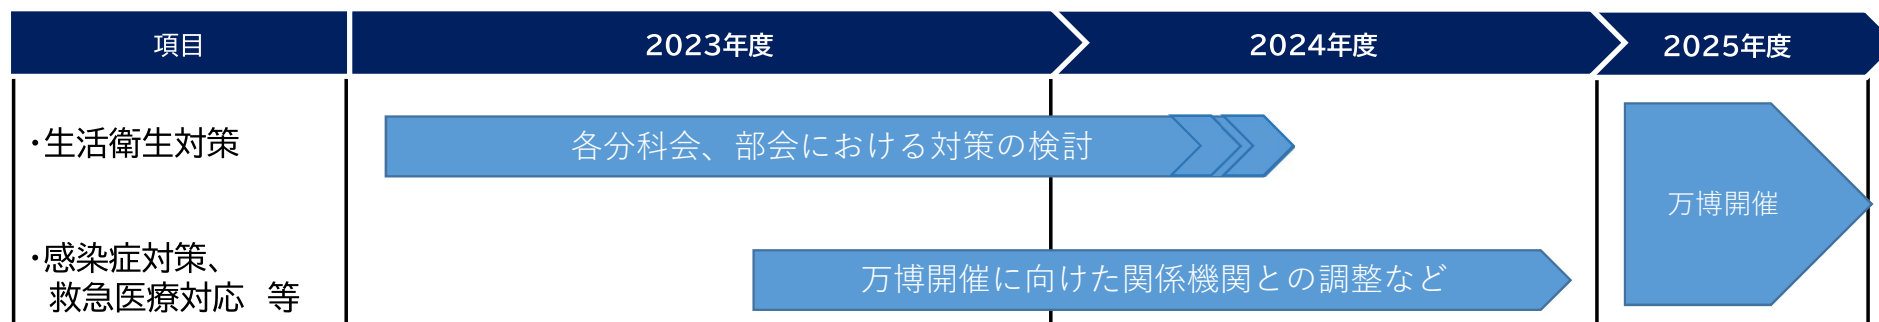 項目
2023年度
2024年度
2025年度
・生活衛生対策
各分科会、部会における対策の検討
万博開催
・感染症対策、
救急医療対応 等
万博開催に向けた関係機関との調整など